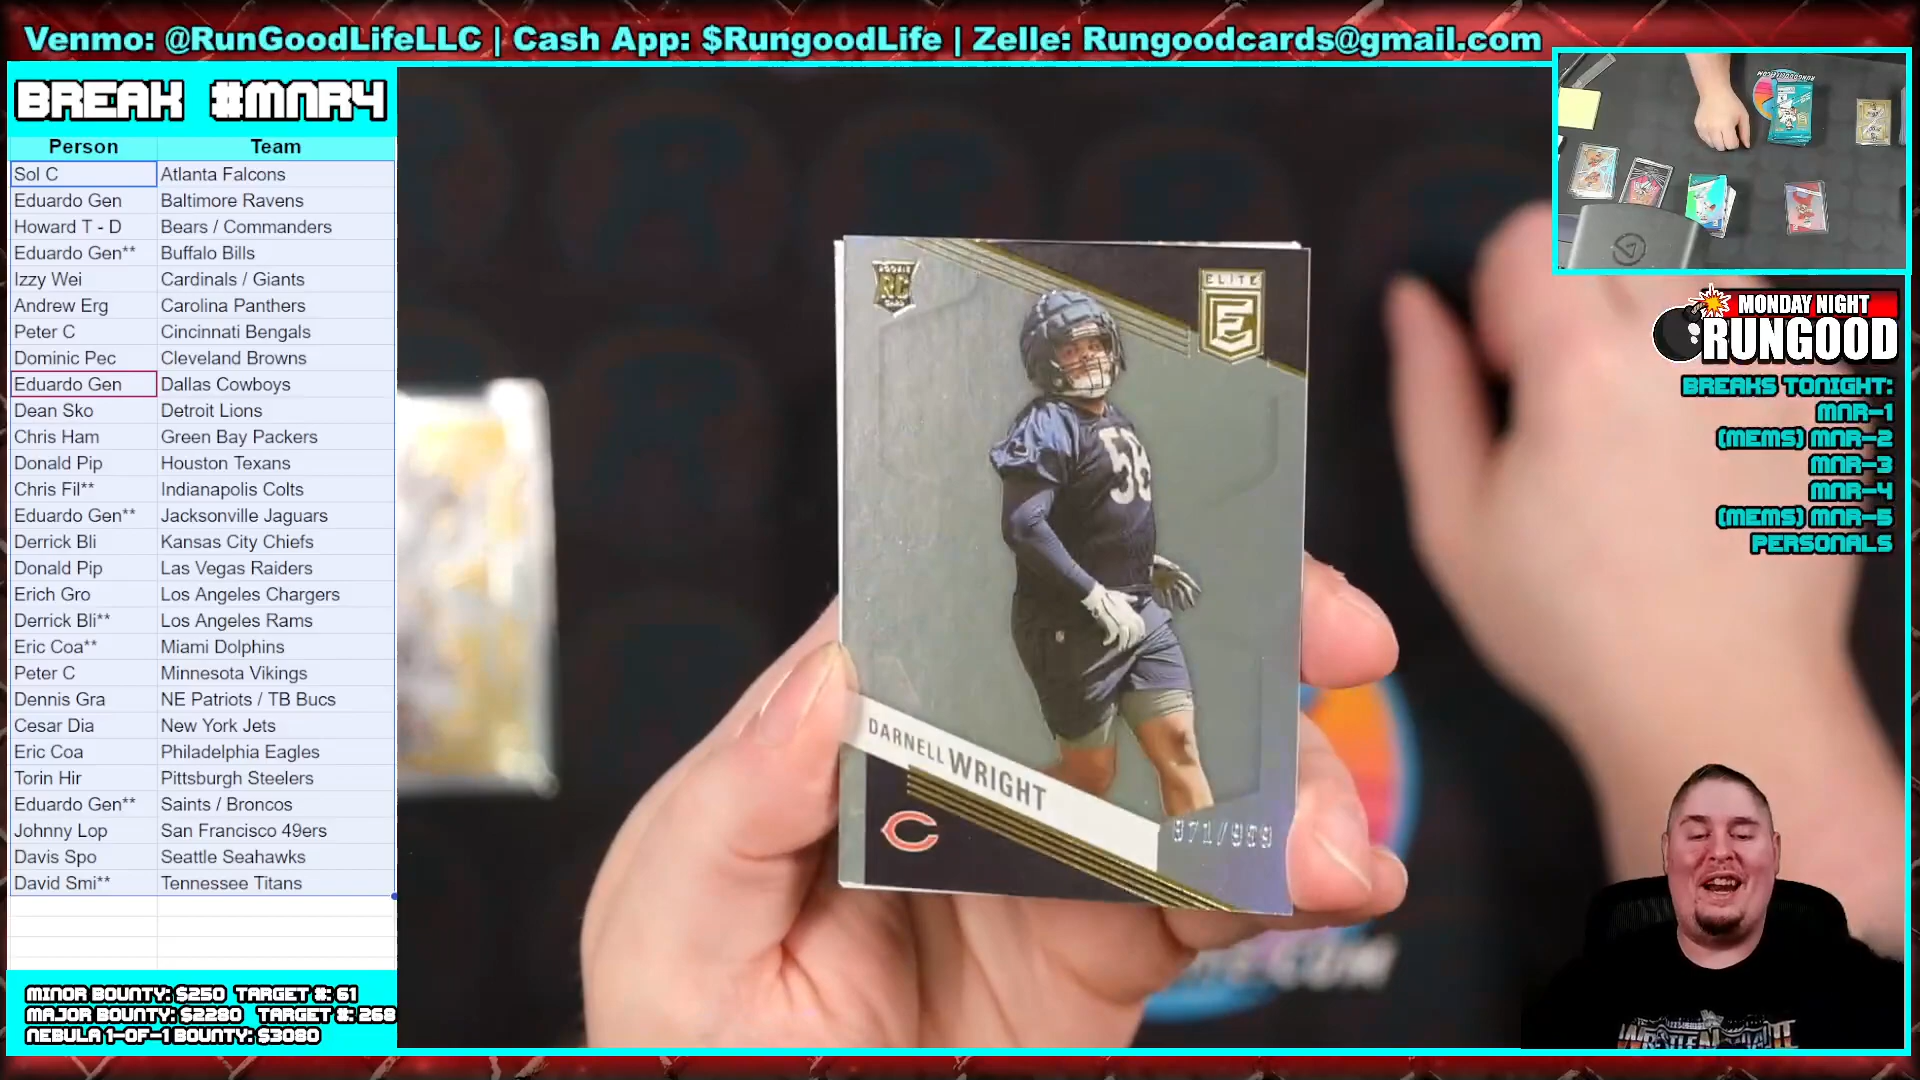 Venmo: @RunGoodLifeLLC | Cash App: $RungoodLife | Zelle: Rungoodcards@gmail.com
BREAK #MNR4
Person Team
Sol C Atlanta Falcons
Eduardo Gen Baltimore Ravens
Howard T - D Bears / Commanders
Eduardo Gen** Buffalo Bills
Izzy Wei Cardinals / Giants
Andrew Erg Carolina Panthers
Peter C Cincinnati Bengals
Dominic Pec Cleveland Browns
Eduardo Gen Dallas Cowboys
Dean Sko Detroit Lions
Chris Ham Green Bay Packers
Donald Pip Houston Texans
Chris Fil** Indianapolis Colts
Eduardo Gen** Jacksonville Jaguars
Derrick Bli Kansas City Chiefs
Donald Pip Las Vegas Raiders
Erich Gro Los Angeles Chargers
Derrick Bli** Los Angeles Rams
Eric Coa** Miami Dolphins
Peter C Minnesota Vikings
Dennis Gra NE Patriots / TB Bucs
Cesar Dia New York Jets
Eric Coa Philadelphia Eagles
Torin Hir Pittsburgh Steelers
Eduardo Gen** Saints / Broncos
Johnny Lop San Francisco 49ers
Davis Spo Seattle Seahawks
David Smi** Tennessee Titans
MINOR BOUNTY: $250 TARGET #: 61
MAJOR BOUNTY: $2280 TARGET #: 268
NEBULA 1-OF-1 BOUNTY: $3080
ROOKIE
RC
CARD
ELITE
E
58
DARNELL WRIGHT
C
971/999
MONDAY NIGHT
RUNGOOD
BREAKS TONIGHT:
MNR-1
(MEMS) MNR-2
MNR-3
MNR-4
(MEMS) MNR-5
PERSONALS